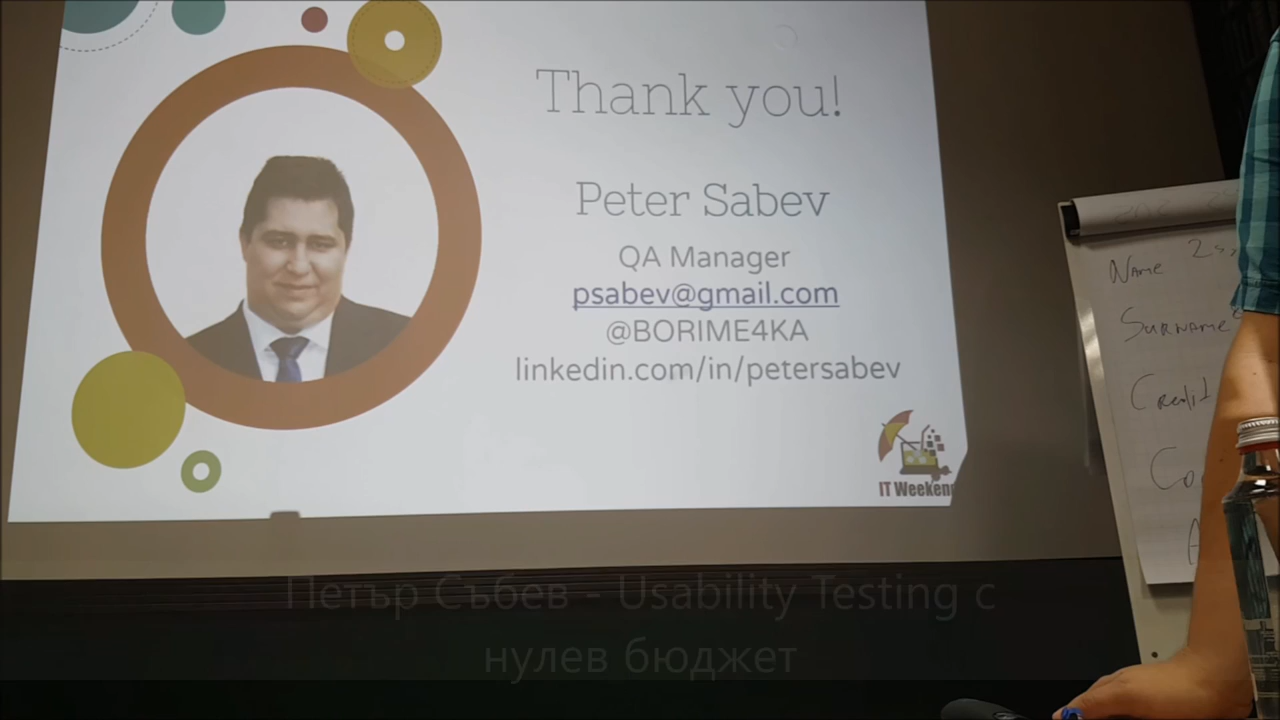 Thank you!
Peter Sabev
QA Manager
psabev@gmail.com
@BORIME4KA
linkedin.com/in/petersabev
IT Weekend
Name
Surname
Credit
Петър Събев - Usability Testing с
нулев бюджет